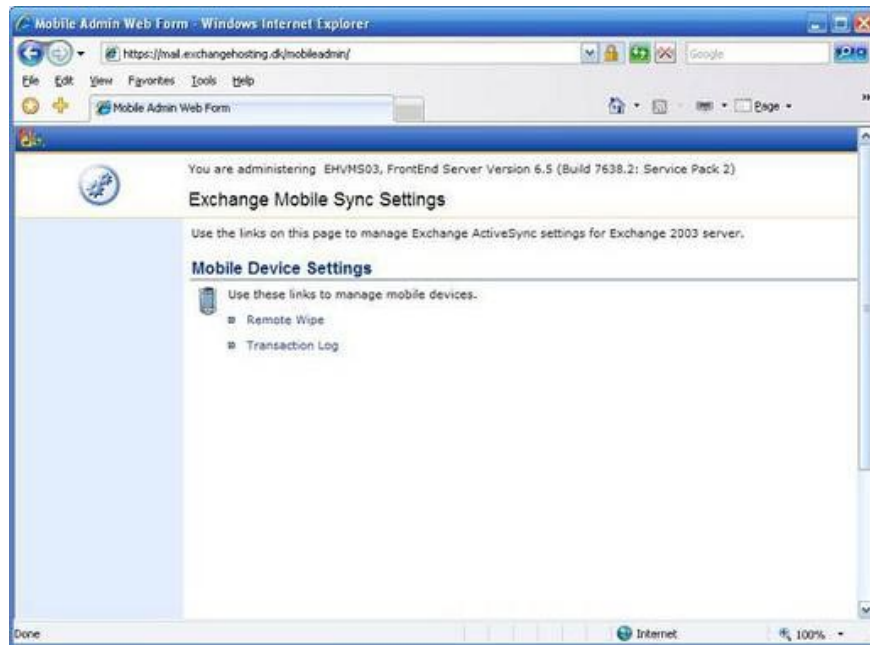 Mobile Admin Web Form - Windows Internet Explorer
https://mail.exchangehosting.dk/mobileadmin/
Google
File Edit View Favorites Tools Help
Mobile Admin Web Form
Page
You are administering EHVMS03, FrontEnd Server Version 6.5 (Build 7638.2: Service Pack 2)
Exchange Mobile Sync Settings
Use the links on this page to manage Exchange ActiveSync settings for Exchange 2003 server.
Mobile Device Settings
Use these links to manage mobile devices.
Remote Wipe
Transaction Log
Done
Internet
100%